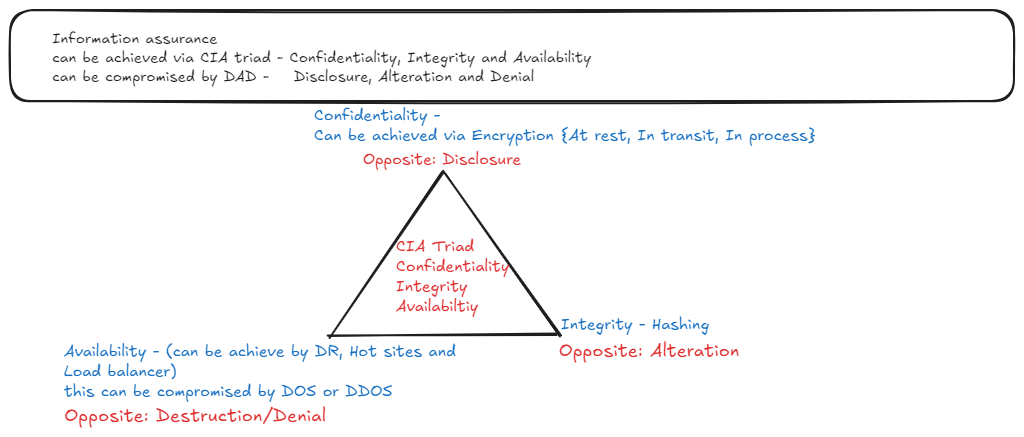 Information assurance
can be achieved via CIA triad - Confidentiality, Integrity and Availability
can be compromised by DAD - Disclosure, Alteration and Denial
Confidentiality -
Can be achieved via Encryption {At rest, In transit, In process}
Opposite: Disclosure
CIA Triad
Confidentiality
Integrity
Availabiltiy
Integrity - Hashing
Opposite: Alteration
Availability - (can be achieve by DR, Hot sites and
Load balancer)
this can be compromised by DOS or DDOS
Opposite: Destruction/Denial